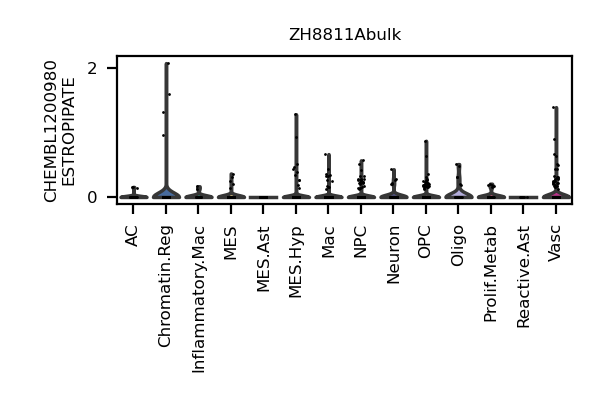 ZH8811Abulk
CHEMBL1200980
ESTROPIPATE
2
0
AC
Chromatin.Reg
Inflammatory.Mac
MES
MES.Ast
MES.Hyp
Mac
NPC
Neuron
OPC
Oligo
Prolif.Metab
Reactive.Ast
Vasc